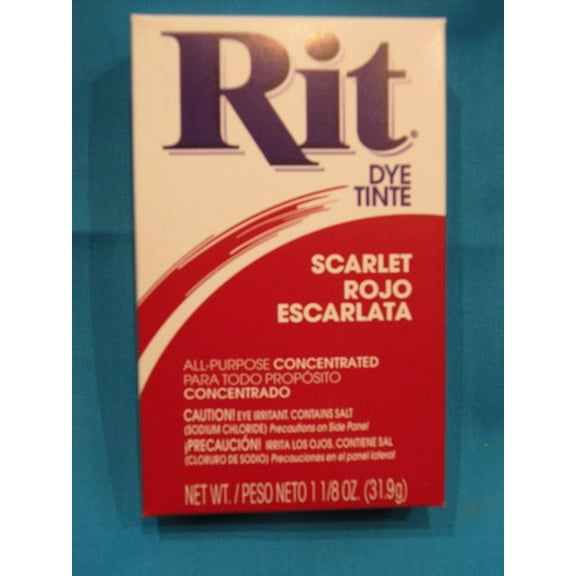 Rit®
DYE
TINTE
SCARLET
ROJO
ESCARLATA
ALL-PURPOSE CONCENTRATED
PARA TODO PROPÓSITO
CONCENTRADO
CAUTION! EYE IRRITANT. CONTAINS SALT
(SODIUM CHLORIDE) Precautions on Side Panel
¡PRECAUCIÓN! IRRITA LOS OJOS. CONTIENE SAL
(CLORURO DE SODIO) Precauciones en el panel lateral
NET WT. / PESO NETO 1 1/8 OZ. (31.9g)